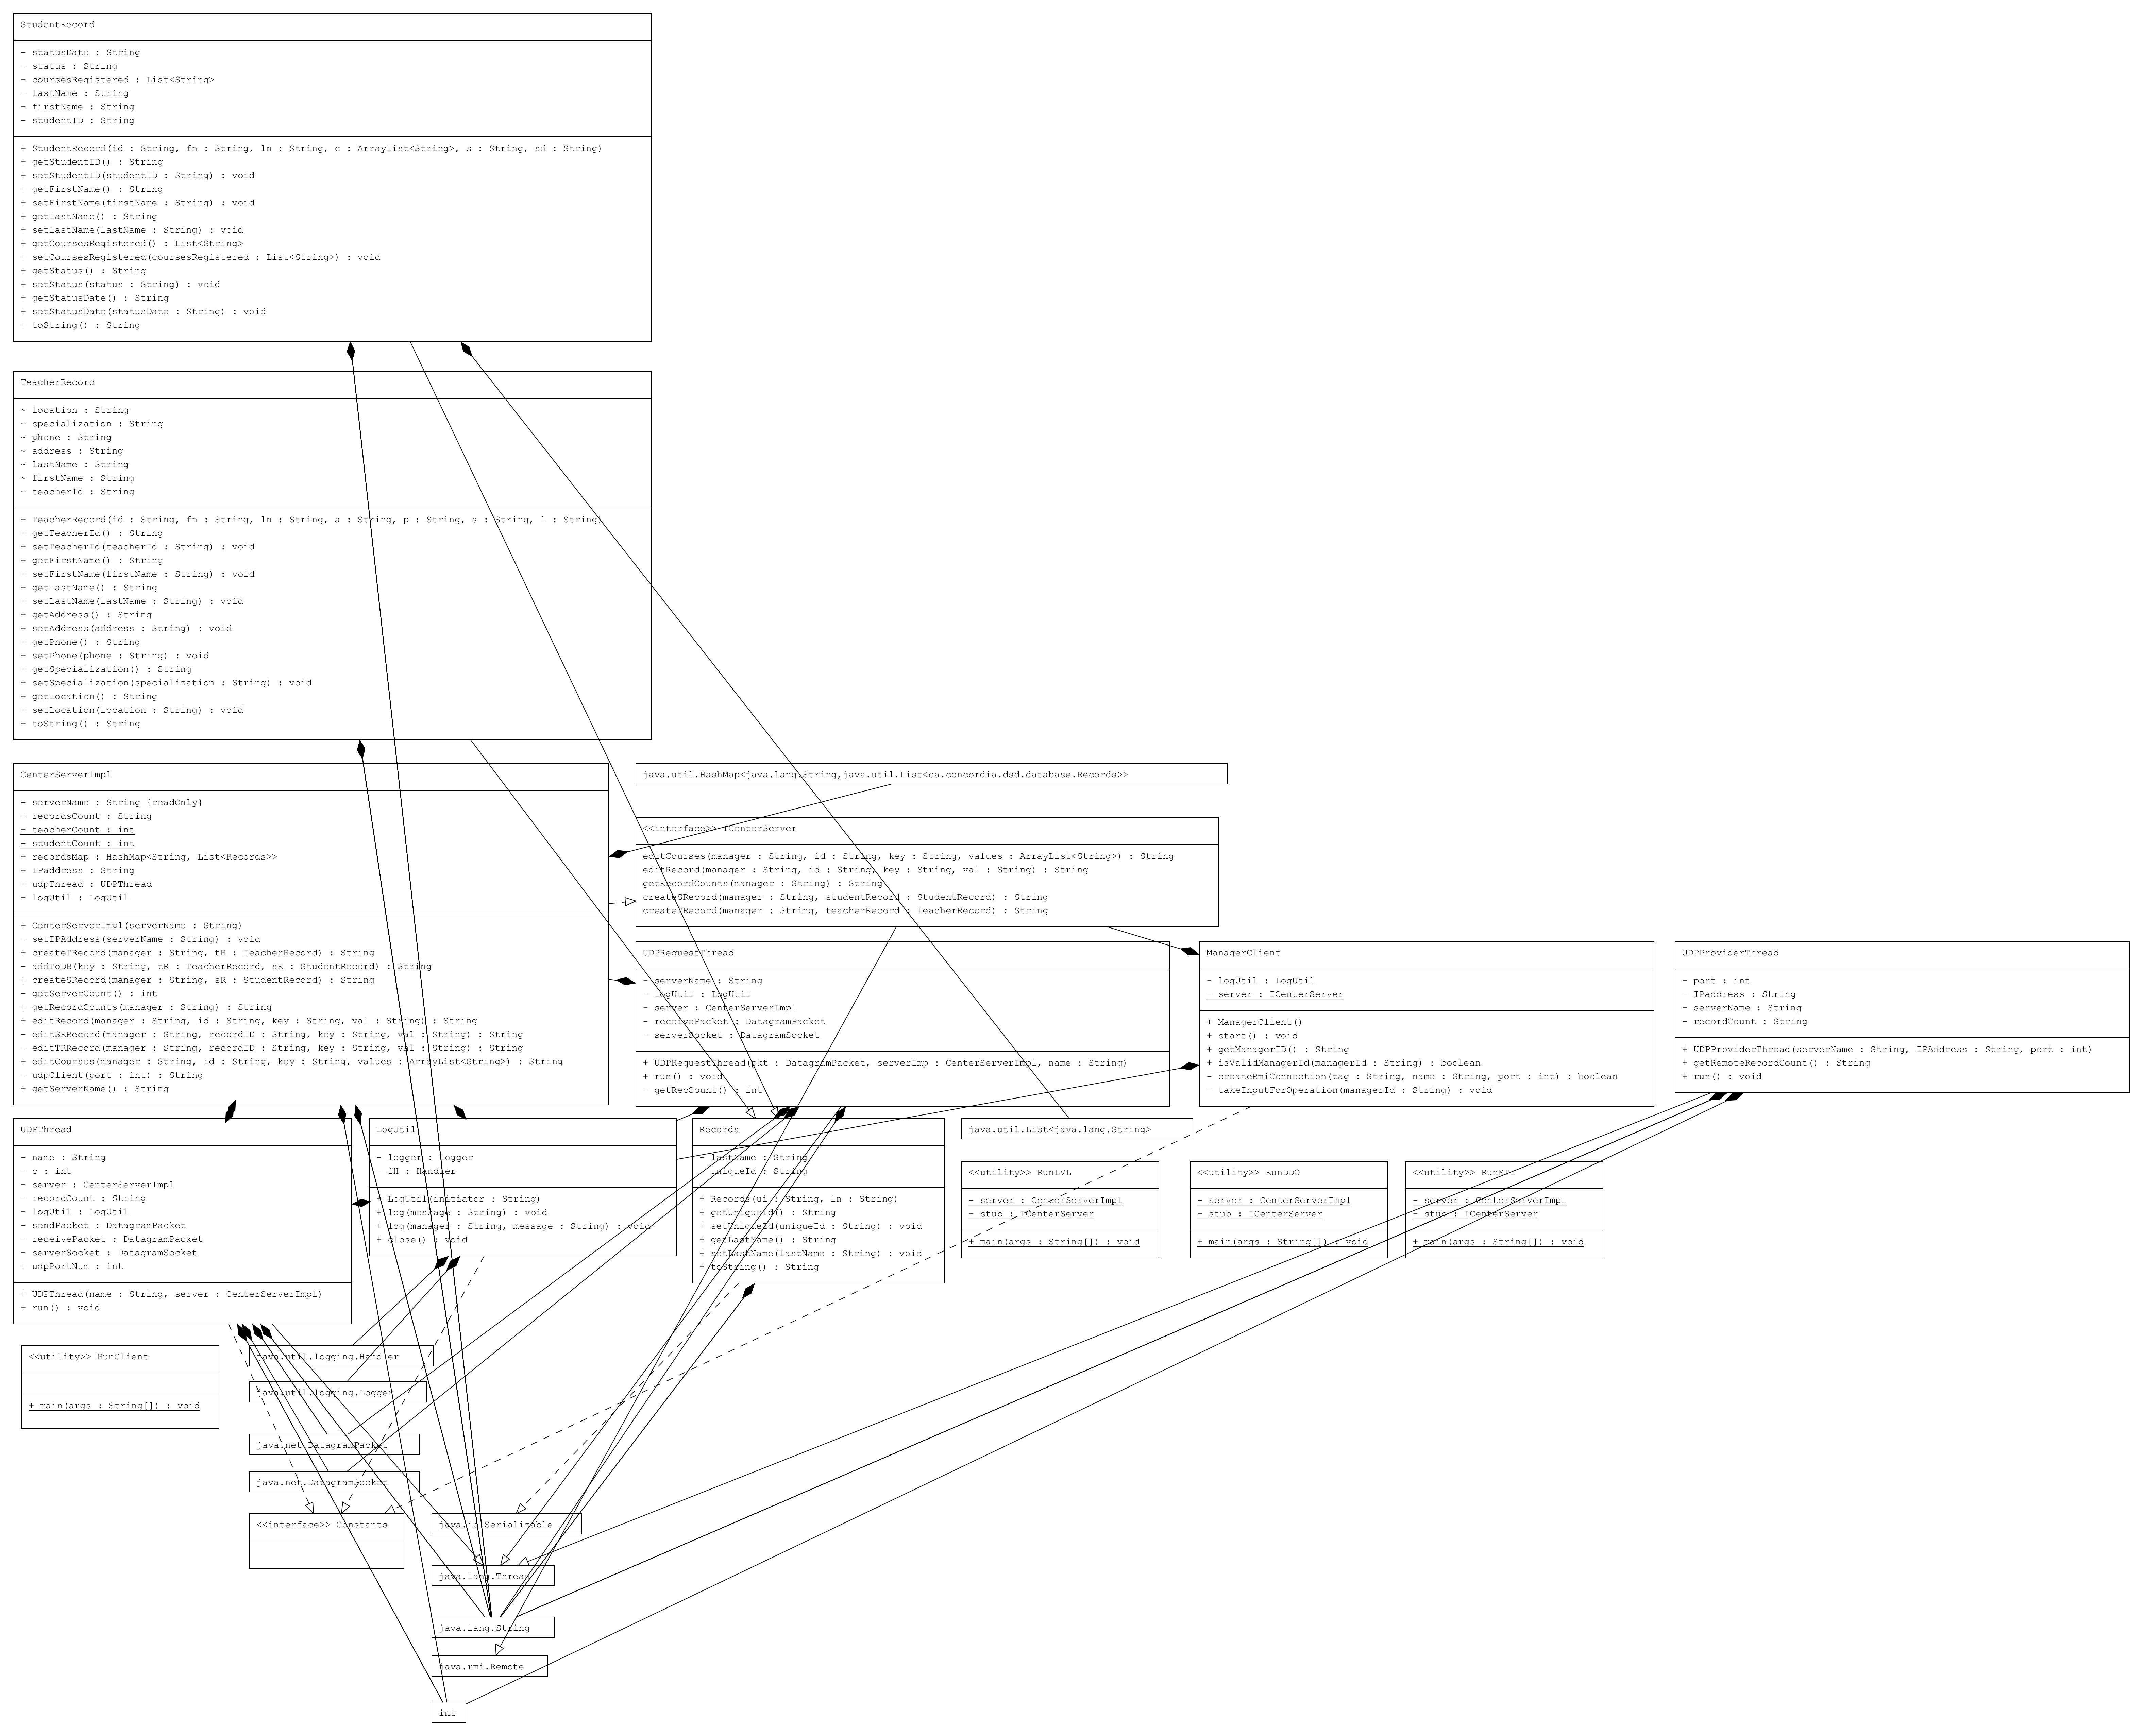 StudentRecord
- statusDate : String
- status : String
- coursesRegistered : List<String>
- lastName : String
- firstName : String
- studentID : String
+ StudentRecord(id : String, fn : String, ln : String, c : ArrayList<String>, s : String, sd : String)
+ getStudentID() : String
+ setStudentID(studentID : String) : void
+ getFirstName() : String
+ setFirstName(firstName : String) : void
+ getLastName() : String
+ setLastName(lastName : String) : void
+ getCoursesRegistered() : List<String>
+ setCoursesRegistered(coursesRegistered : List<String>) : void
+ getStatus() : String
+ setStatus(status : String) : void
+ getStatusDate() : String
+ setStatusDate(statusDate : String) : void
+ toString() : String
TeacherRecord
~ location : String
~ specialization : String
~ phone : String
~ address : String
~ lastName : String
~ firstName : String
~ teacherId : String
+ TeacherRecord(id : String, fn : String, ln : String, a : String, p : String, s : String, l : String)
+ getTeacherId() : String
+ setTeacherId(teacherId : String) : void
+ getFirstName() : String
+ setFirstName(firstName : String) : void
+ getLastName() : String
+ setLastName(lastName : String) : void
+ getAddress() : String
+ setAddress(address : String) : void
+ getPhone() : String
+ setPhone(phone : String) : void
+ getSpecialization() : String
+ setSpecialization(specialization : String) : void
+ getLocation() : String
+ setLocation(location : String) : void
+ toString() : String
CenterServerImpl
- serverName : String {readOnly}
- recordsCount : String
- teacherCount : int
- studentCount : int
+ recordsMap : HashMap<String, List<Records>>
+ IPaddress : String
+ udpThread : UDPThread
- logUtil : LogUtil
+ CenterServerImpl(serverName : String)
- setIPAddress(serverName : String) : void
+ createTRecord(manager : String, tR : TeacherRecord) : String
- addToDB(key : String, tR : TeacherRecord, sR : StudentRecord) : String
+ createSRecord(manager : String, sR : StudentRecord) : String
- getServerCount() : int
+ getRecordCounts(manager : String) : String
+ editRecord(manager : String, id : String, key : String, val : String) : String
- editSRRecord(manager : String, recordID : String, key : String, val : String) : String
- editTRRecord(manager : String, recordID : String, key : String, val : String) : String
+ editCourses(manager : String, id : String, key : String, values : ArrayList<String>) : String
- udpClient(port : int) : String
+ getServerName() : String
java.util.HashMap<java.lang.String,java.util.List<ca.concordia.dsd.database.Records>>
<<interface>> ICenterServer
editCourses(manager : String, id : String, key : String, values : ArrayList<String>) : String
editRecord(manager : String, id : String, key : String, val : String) : String
getRecordCounts(manager : String) : String
createSRecord(manager : String, studentRecord : StudentRecord) : String
createTRecord(manager : String, teacherRecord : TeacherRecord) : String
UDPRequestThread
- serverName : String
- logUtil : LogUtil
- server : CenterServerImpl
- receivePacket : DatagramPacket
- serverSocket : DatagramSocket
+ UDPRequestThread(pkt : DatagramPacket, serverImp : CenterServerImpl, name : String)
+ run() : void
- getRecCount() : int
ManagerClient
- logUtil : LogUtil
- server : ICenterServer
+ ManagerClient()
+ start() : void
+ getManagerID() : String
+ isValidManagerId(managerId : String) : boolean
- createRmiConnection(tag : String, name : String, port : int) : boolean
- takeInputForOperation(managerId : String) : void
UDPProviderThread
- port : int
- IPaddress : String
- serverName : String
- recordCount : String
+ UDPProviderThread(serverName : String, IPAddress : String, port : int)
+ getRemoteRecordCount() : String
+ run() : void
UDPThread
- name : String
- c : int
- server : CenterServerImpl
- recordCount : String
- logUtil : LogUtil
- sendPacket : DatagramPacket
- receivePacket : DatagramPacket
- serverSocket : DatagramSocket
+ udpPortNum : int
+ UDPThread(name : String, server : CenterServerImpl)
+ run() : void
LogUtil
- logger : Logger
- fH : Handler
+ LogUtil(initiator : String)
+ log(message : String) : void
+ log(manager : String, message : String) : void
+ close() : void
Records
- lastName : String
- uniqueId : String
+ Records(ui : String, ln : String)
+ getUniqueId() : String
+ setUniqueId(uniqueId : String) : void
+ getLastName() : String
+ setLastName(lastName : String) : void
+ toString() : String
java.util.List<java.lang.String>
<<utility>> RunLVL
- server : CenterServerImpl
- stub : ICenterServer
+ main(args : String[]) : void
<<utility>> RunDDO
- server : CenterServerImpl
- stub : ICenterServer
+ main(args : String[]) : void
<<utility>> RunMTL
- server : CenterServerImpl
- stub : ICenterServer
+ main(args : String[]) : void
<<utility>> RunClient
+ main(args : String[]) : void
java.util.logging.Handler
java.util.logging.Logger
java.net.DatagramPacket
java.net.DatagramSocket
<<interface>> Constants
java.io.Serializable
java.lang.Thread
java.lang.String
java.rmi.Remote
int